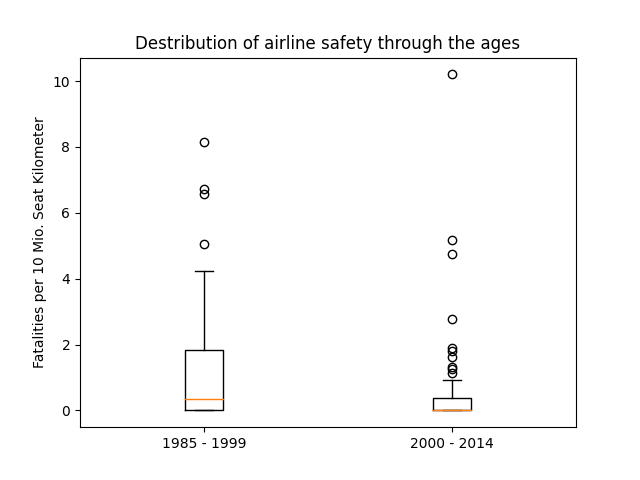 Destribution of airline safety through the ages
Fatalities per 10 Mio. Seat Kilometer
10
8
6
4
2
0
1985 - 1999
2000 - 2014